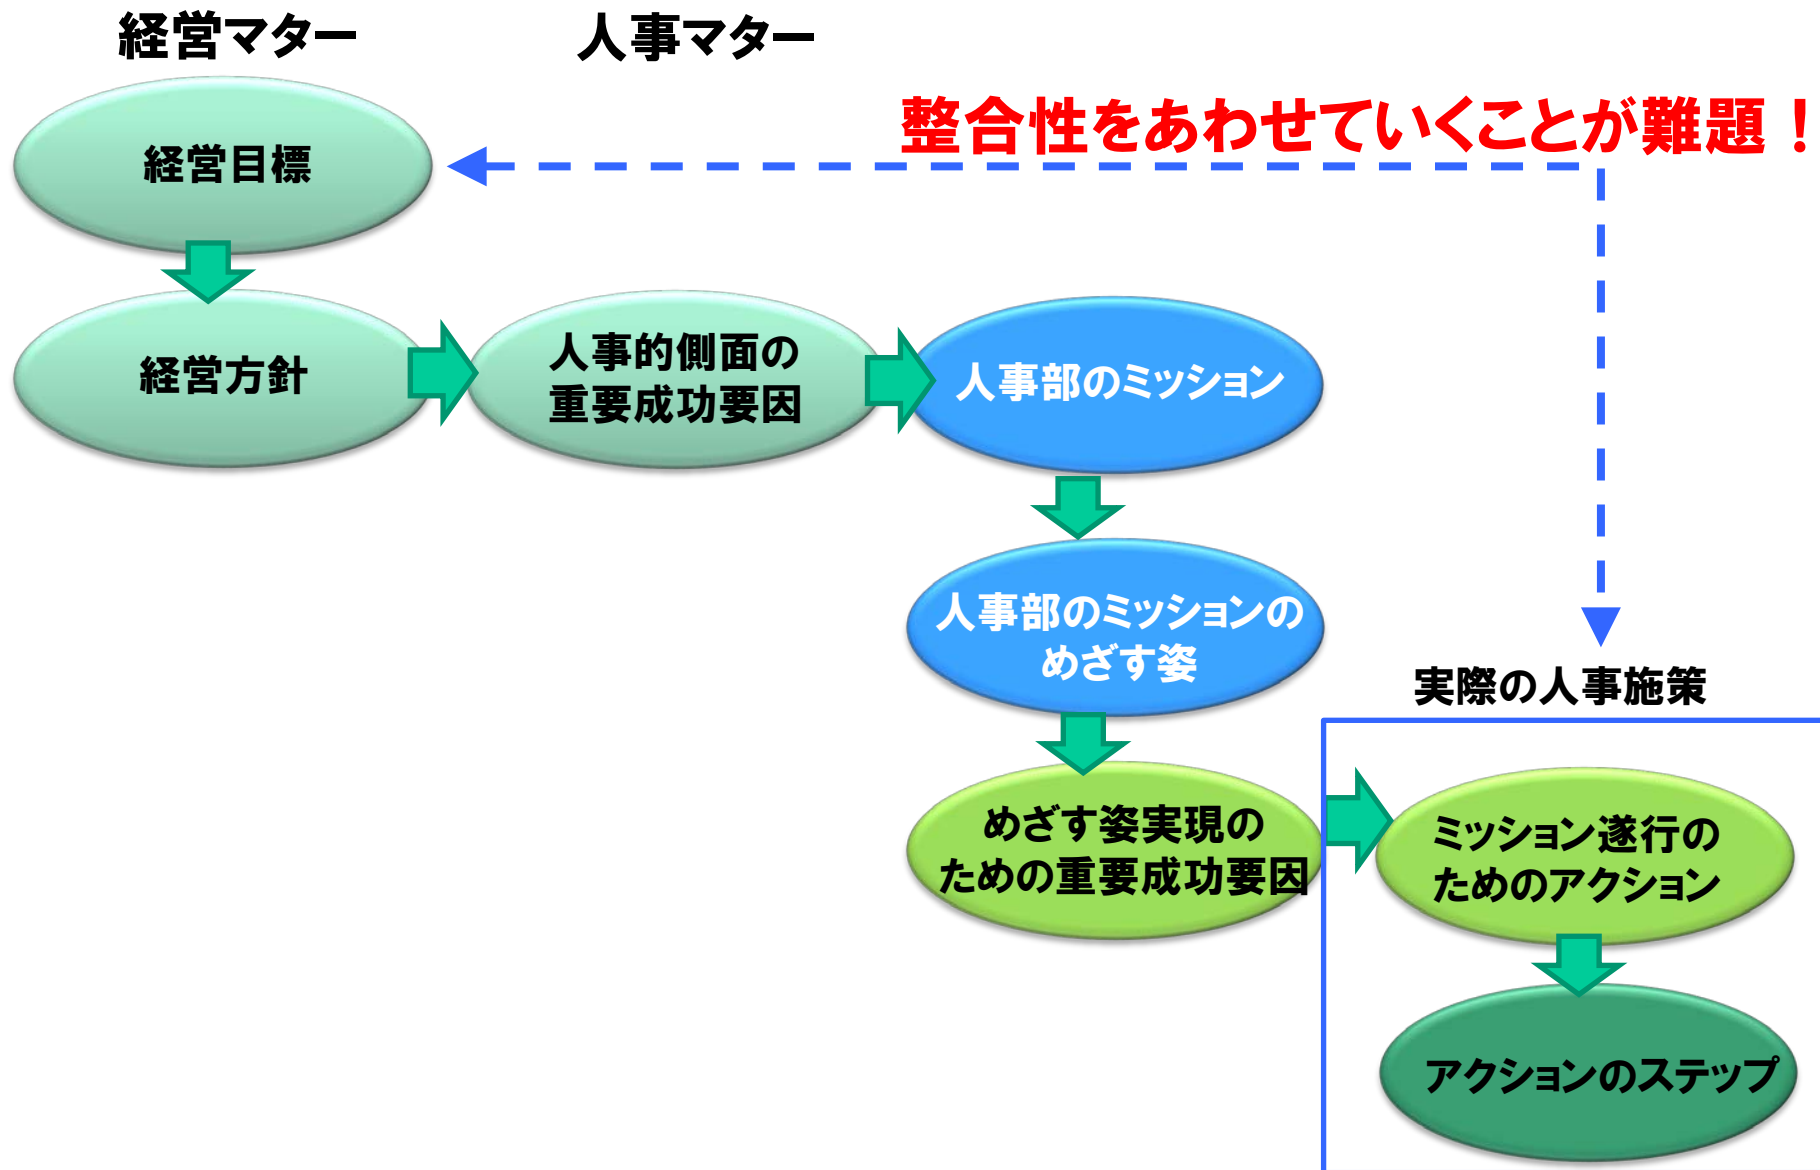 経営マター
人事マター
整合性をあわせていくことが難題！
経営目標
経営方針
人事的側面の
重要成功要因
人事部のミッション
人事部のミッションの
めざす姿
実際の人事施策
めざす姿実現の
ための重要成功要因
ミッション遂行の
ためのアクション
アクションのステップ